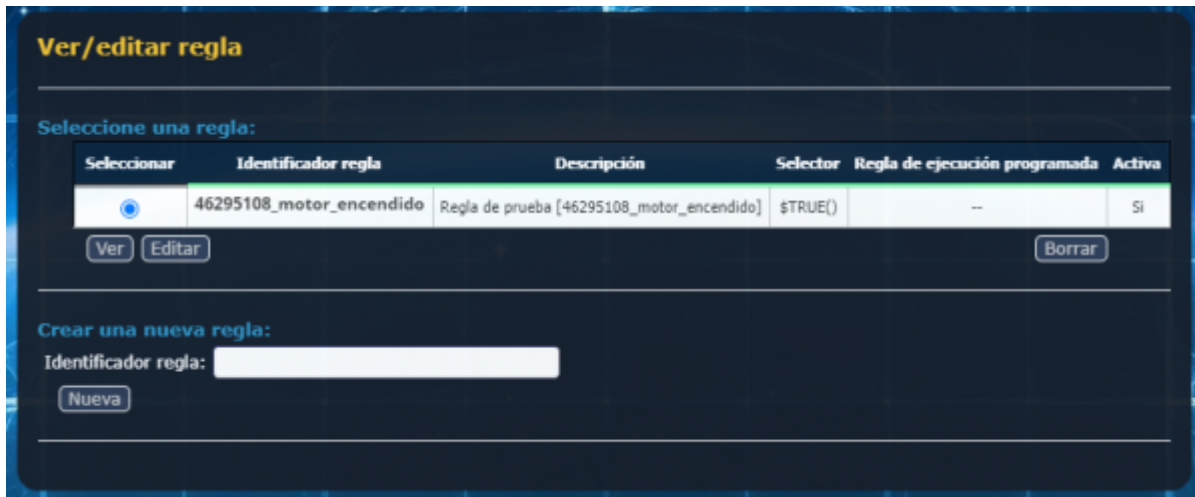 Ver/editar regla
Seleccione una regla:
Seleccionar Identificador regla Descripción Selector Regla de ejecución programada Activa
46295108_motor_encendido Regla de prueba [46295108_motor_encendido] $TRUE() -- Si
Ver Editar Borrar
Crear una nueva regla:
Identificador regla:
Nueva